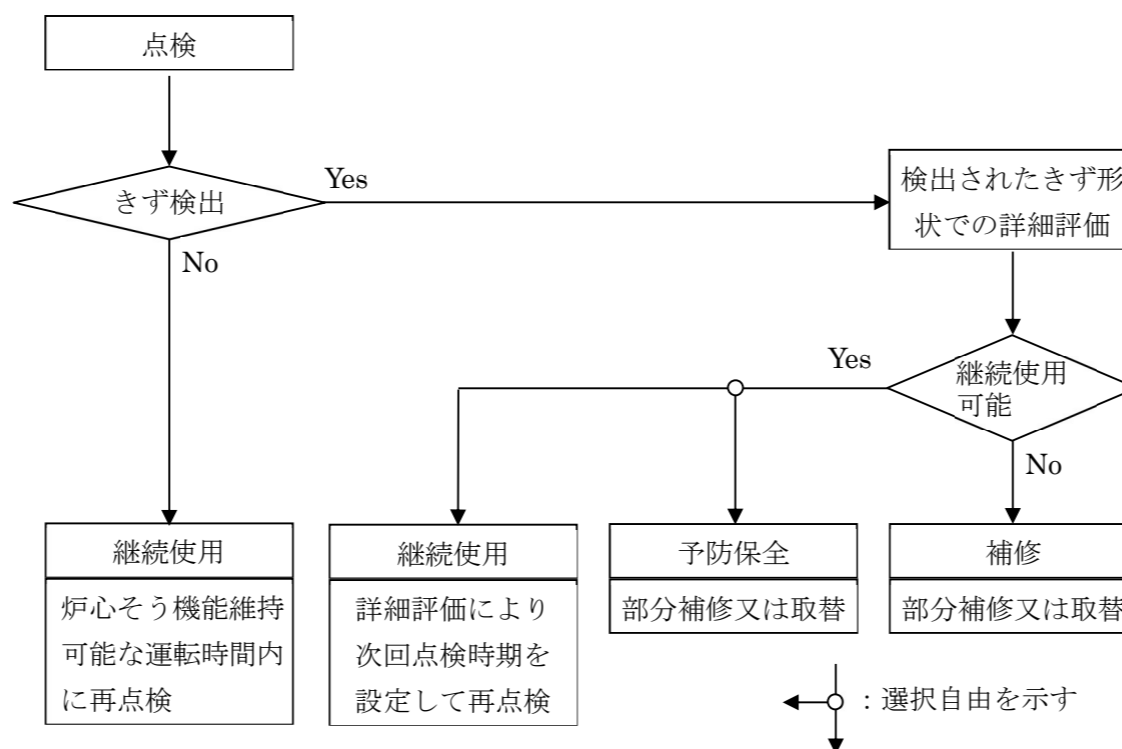 点検
きず検出
Yes
検出されたきず形
状での詳細評価
No
Yes
継続使用
可能
No
継続使用
炉心そう機能維持
可能な運転時間内
に再点検
継続使用
詳細評価により
次回点検時期を
設定して再点検
予防保全
部分補修又は取替
補修
部分補修又は取替
：選択自由を示す